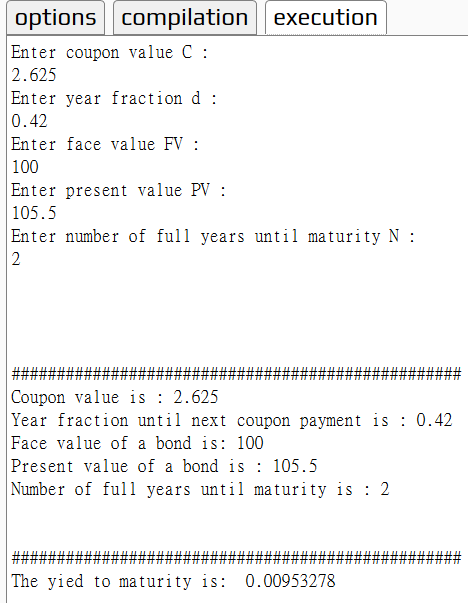 options compilation execution
Enter coupon value C :
2.625
Enter year fraction d :
0.42
Enter face value FV :
100
Enter present value PV :
105.5
Enter number of full years until maturity N :
2
##################################################
Coupon value is : 2.625
Year fraction until next coupon payment is : 0.42
Face value of a bond is: 100
Present value of a bond is : 105.5
Number of full years until maturity is : 2
##################################################
The yied to maturity is:  0.00953278